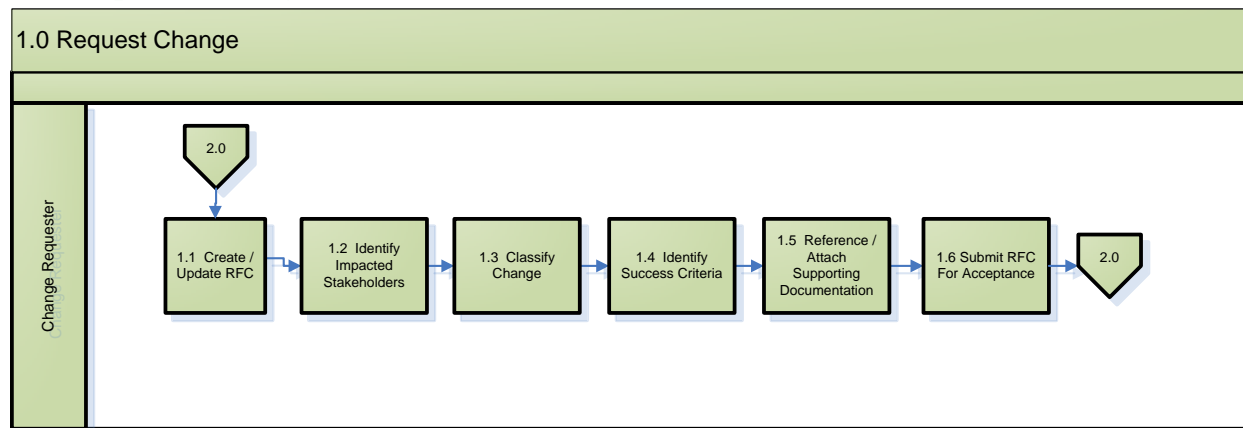 1.0 Request Change
Change Requester
2.0
1.1 Create /
Update RFC
1.2 Identify
Impacted
Stakeholders
1.3 Classify
Change
1.4 Identify
Success Criteria
1.5 Reference /
Attach
Supporting
Documentation
1.6 Submit RFC
For Acceptance
2.0